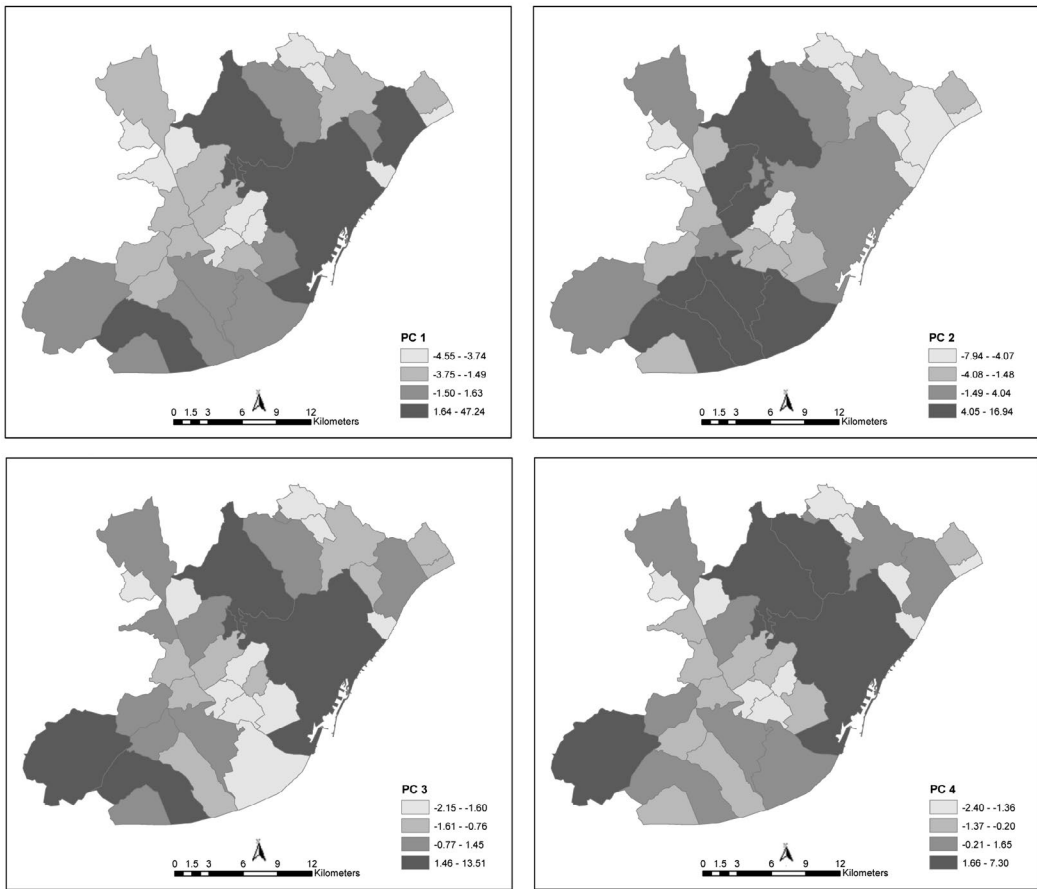 PC 1
-4.55 - -3.74
-3.75 - -1.49
-1.50 - 1.63
1.64 - 47.24
0 1.5 3 6 9 12
Kilometers
PC 2
-7.94 - -4.07
-4.08 - -1.48
-1.49 - 4.04
4.05 - 16.94
0 1.5 3 6 9 12
Kilometers
PC 3
-2.15 - -1.60
-1.61 - -0.76
-0.77 - 1.45
1.46 - 13.51
0 1.5 3 6 9 12
Kilometers
PC 4
-2.40 - -1.36
-1.37 - -0.20
-0.21 - 1.65
1.66 - 7.30
0 1.5 3 6 9 12
Kilometers